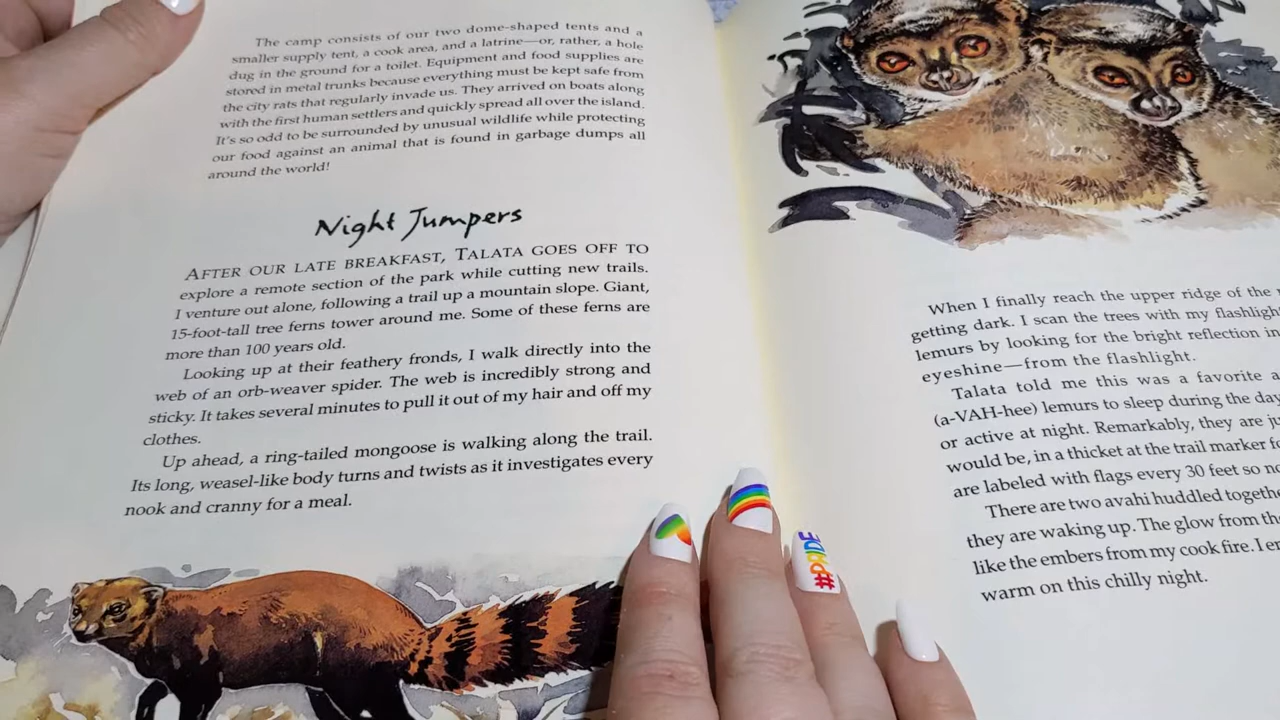 The camp consists of our two dome-shaped tents and a
smaller supply tent, a cook area, and a latrine—or, rather, a hole
dug in the ground for a toilet. Equipment and food supplies are
stored in metal trunks because everything must be kept safe from
the city rats that regularly invade us. They arrived on boats along
with the first human settlers and quickly spread all over the island.
It's so odd to be surrounded by unusual wildlife while protecting
our food against an animal that is found in garbage dumps all
around the world!
Night Jumpers
AFTER OUR LATE BREAKFAST, TALATA GOES OFF TO
explore a remote section of the park while cutting new trails.
I venture out alone, following a trail up a mountain slope. Giant,
15-foot-tall tree ferns tower around me. Some of these ferns are
more than 100 years old.
Looking up at their feathery fronds, I walk directly into the
web of an orb-weaver spider. The web is incredibly strong and
sticky. It takes several minutes to pull it out of my hair and off my
clothes.
Up ahead, a ring-tailed mongoose is walking along the trail.
Its long, weasel-like body turns and twists as it investigates every
nook and cranny for a meal.
When I finally reach the upper ridge of the
getting dark. I scan the trees with my flashlight
lemurs by looking for the bright reflection in
eyeshine—from the flashlight.
Talata told me this was a favorite
(a-VAH-hee) lemurs to sleep during the day
or active at night. Remarkably, they are
would be, in a thicket at the trail marker
are labeled with flags every 30 feet so
There are two avahi huddled together
they are waking up. The glow from
like the embers from my cook fire. I
warm on this chilly night.
#PRIDE